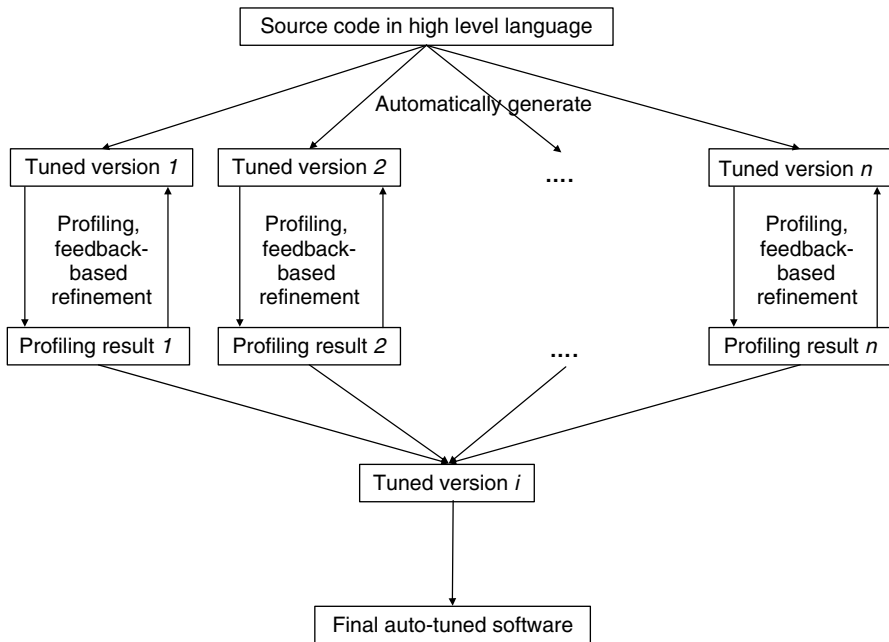 Source code in high level language
Automatically generate
Tuned version 1
Tuned version 2
....
Tuned version n
Profiling,
feedback-
based
refinement
Profiling,
feedback-
based
refinement
Profiling,
feedback-
based
refinement
Profiling result 1
Profiling result 2
....
Profiling result n
Tuned version i
Final auto-tuned software